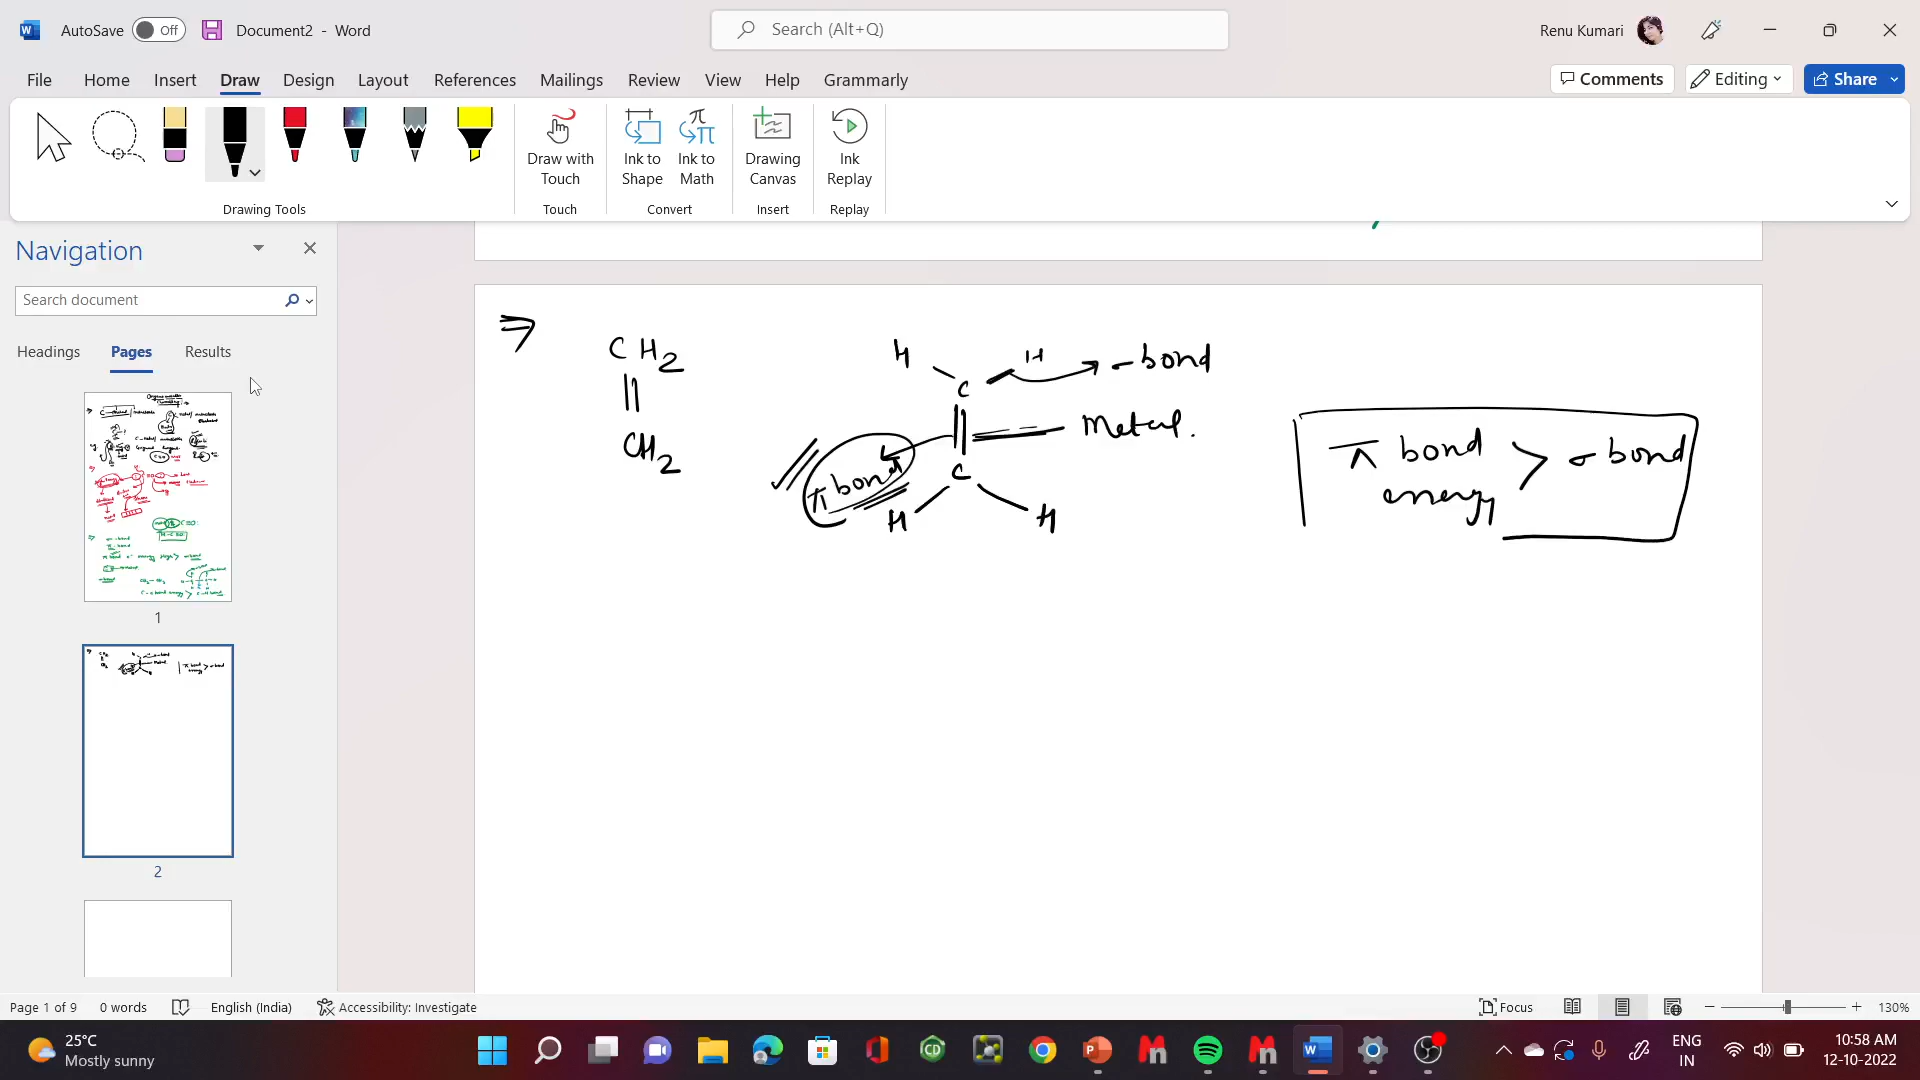 AutoSave Off Document2 - Word Search (Alt+Q) Renu Kumari
File Home Insert Draw Design Layout References Mailings Review View Help Grammarly Comments Editing Share
Draw with Touch
Ink to Shape
Ink to Math
Drawing Canvas
Ink Replay
Drawing Tools Touch Convert Insert Replay
Navigation
Search document
Headings Pages Results
1
2
⇒ CH2
||
CH2
H H → σ-bond
C
|| Metal.
π bond
C
H H
π bond > σ bond
energy
Page 1 of 9 0 words English (India) Accessibility: Investigate Focus 130%
25°C
Mostly sunny
ENG
IN
10:58 AM
12-10-2022